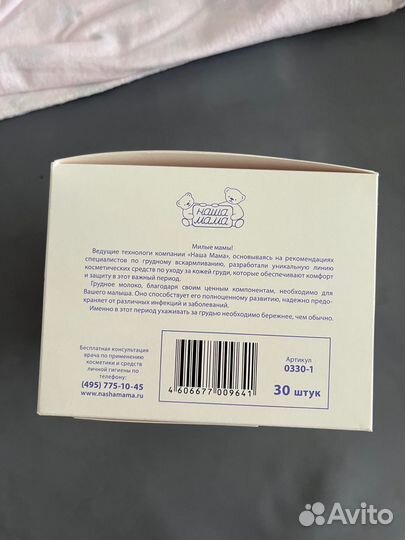 наша
мама
Милые мамы!
Ведущие технологи компании «Наша Мама», основываясь на рекомендациях
специалистов по грудному вскармливанию, разработали уникальную линию
косметических средств по уходу за кожей груди, которые обеспечивают комфорт
и защиту в этот важный период.
Грудное молоко, благодаря своим ценным компонентам, необходимо для
Вашего малыша. Оно способствует его полноценному развитию, надежно предо-
храняет от различных инфекций и заболеваний.
Именно в этот период ухаживать за грудью необходимо бережнее, чем обычно.
Бесплатная консультация
врача по применению
косметики и средств
личной гигиены по
телефону:
(495) 775-10-45
www.nashamama.ru
4 606677 009641
Артикул
0330-1
30 штук
Avito